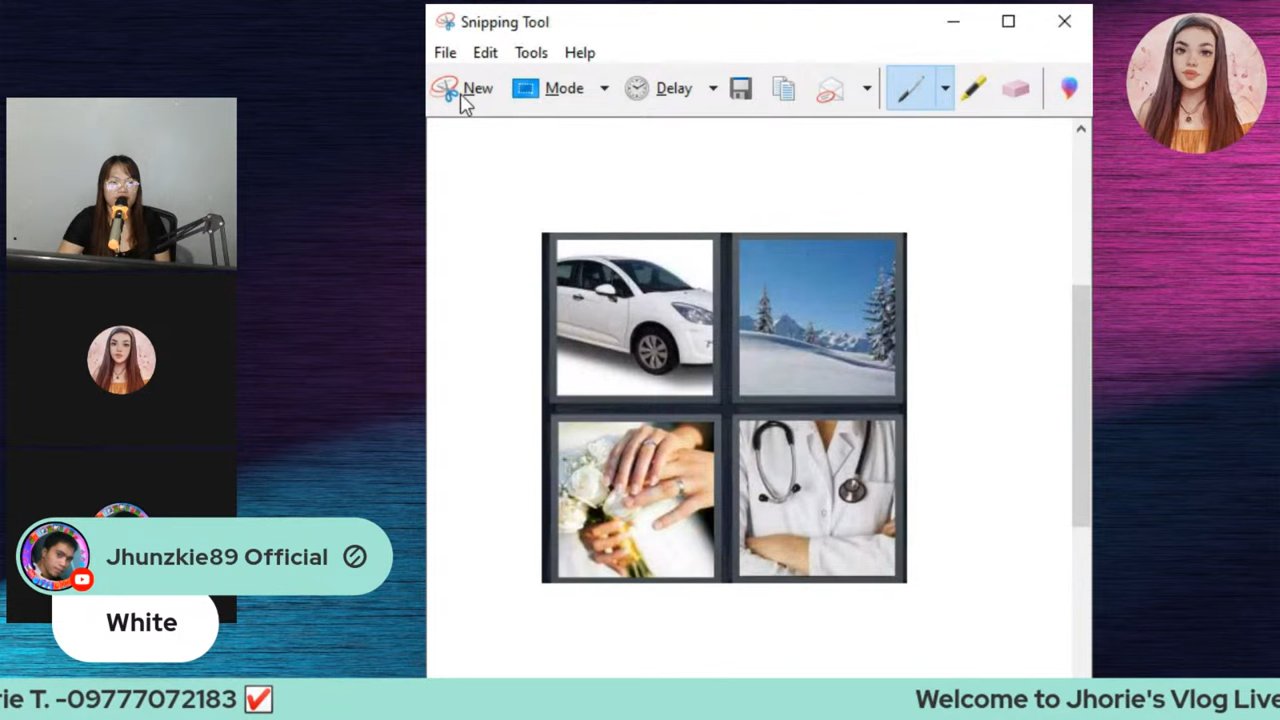 Snipping Tool
File Edit Tools Help
New Mode Delay
Jhunzkie89 Official
White
rie T. -09777072183 Welcome to Jhorie's Vlog Live